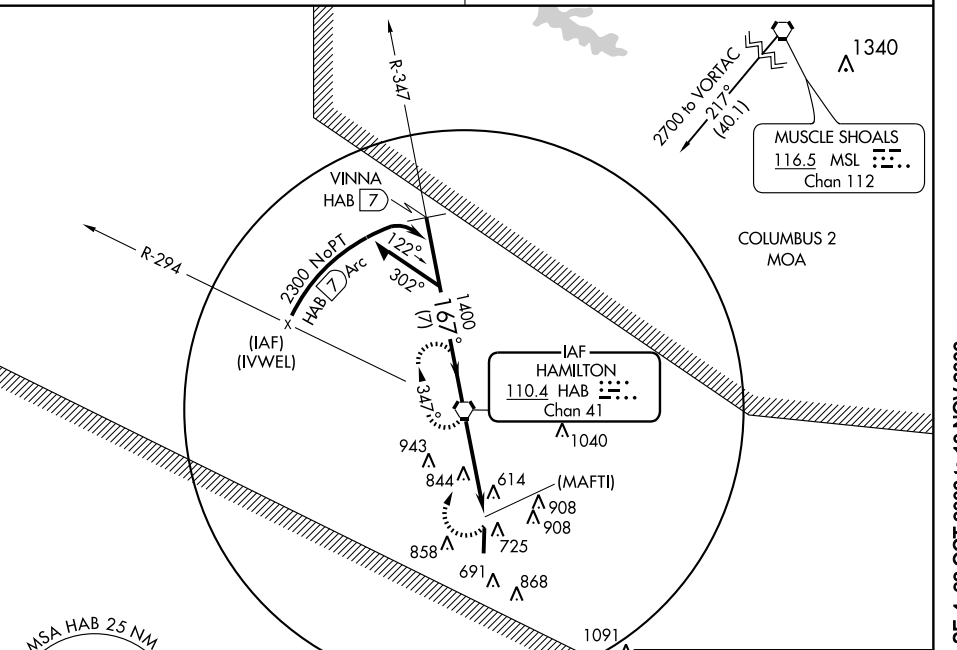 1340
2700 to VORTAC
217°
(40.1)
MUSCLE SHOALS
116.5 MSL
Chan 112
COLUMBUS 2
MOA
R-347
VINNA
HAB 7
R-294
2300 NoPT
HAB 7 Arc
122°
302°
(IAF)
(IVWEL)
1400
167°
(7)
347°
IAF
HAMILTON
110.4 HAB
Chan 41
1040
943
844
614
(MAFTI)
908
908
858
725
691
868
1091
MSA HAB 25 NM